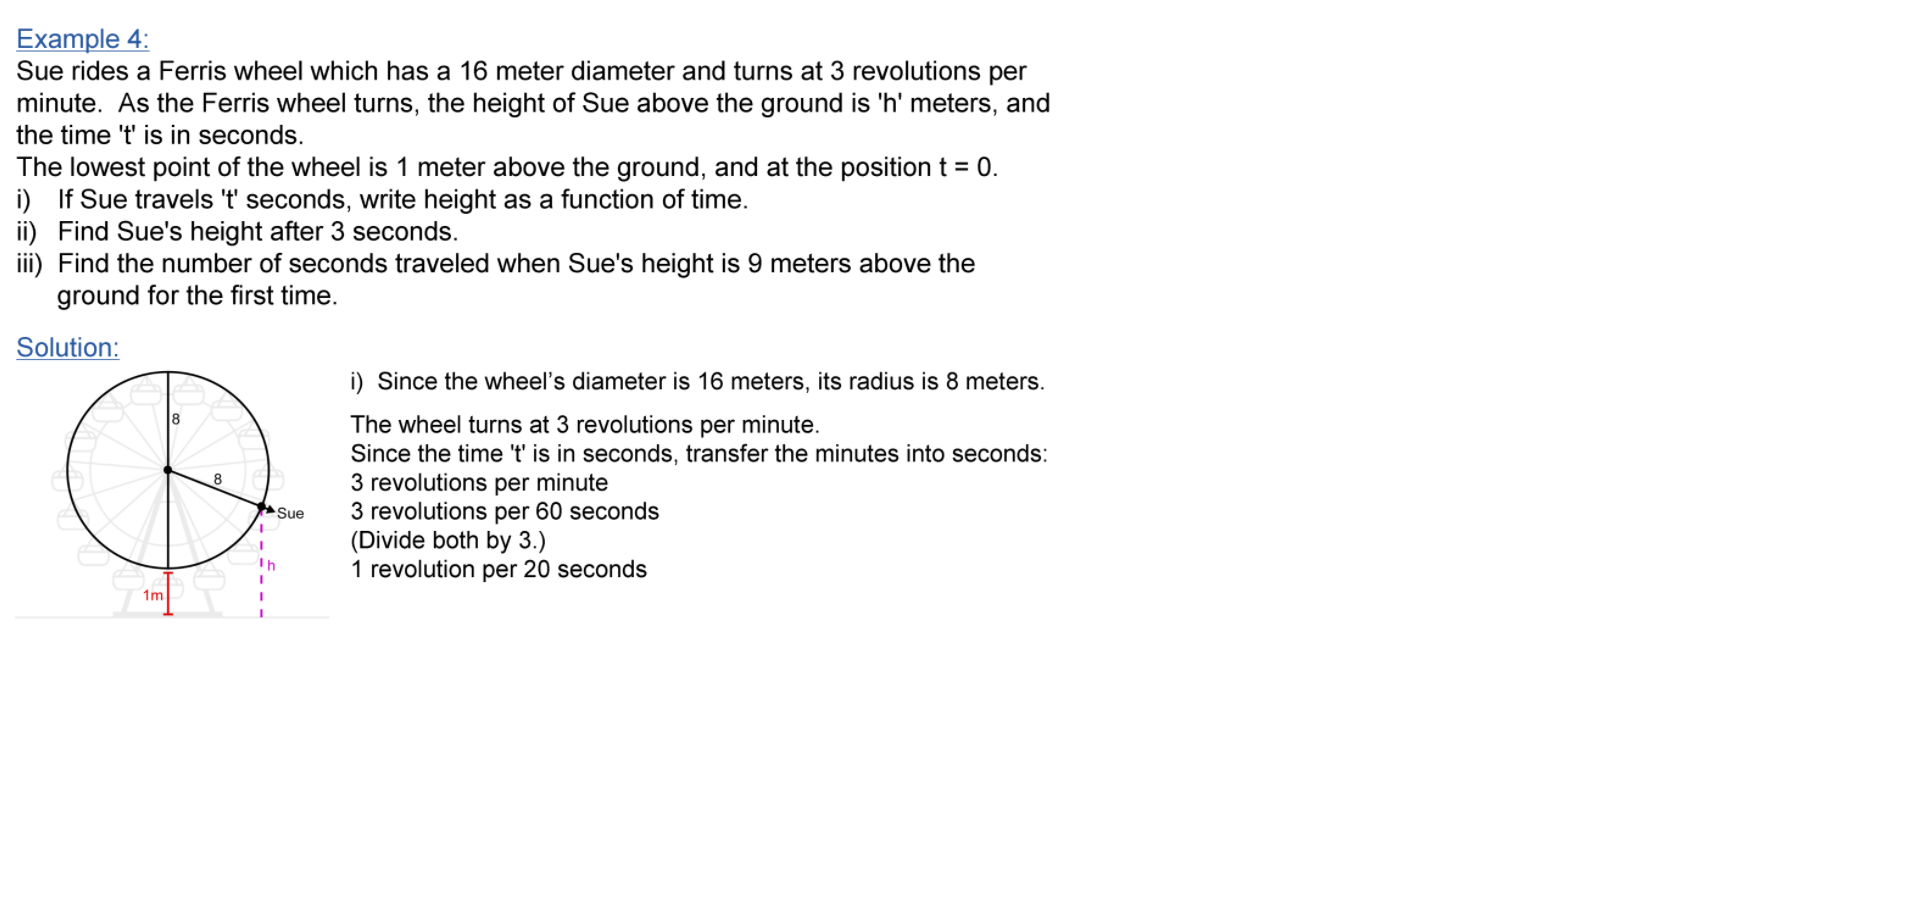 Example 4:
Sue rides a Ferris wheel which has a 16 meter diameter and turns at 3 revolutions per
minute.  As the Ferris wheel turns, the height of Sue above the ground is 'h' meters, and
the time 't' is in seconds.
The lowest point of the wheel is 1 meter above the ground, and at the position t = 0.
i)   If Sue travels 't' seconds, write height as a function of time.
ii)   Find Sue's height after 3 seconds.
iii)  Find the number of seconds traveled when Sue's height is 9 meters above the
ground for the first time.
Solution:
i)  Since the wheel’s diameter is 16 meters, its radius is 8 meters.
The wheel turns at 3 revolutions per minute.
Since the time 't' is in seconds, transfer the minutes into seconds:
3 revolutions per minute
3 revolutions per 60 seconds
(Divide both by 3.)
1 revolution per 20 seconds
8
8
Sue
h
1m